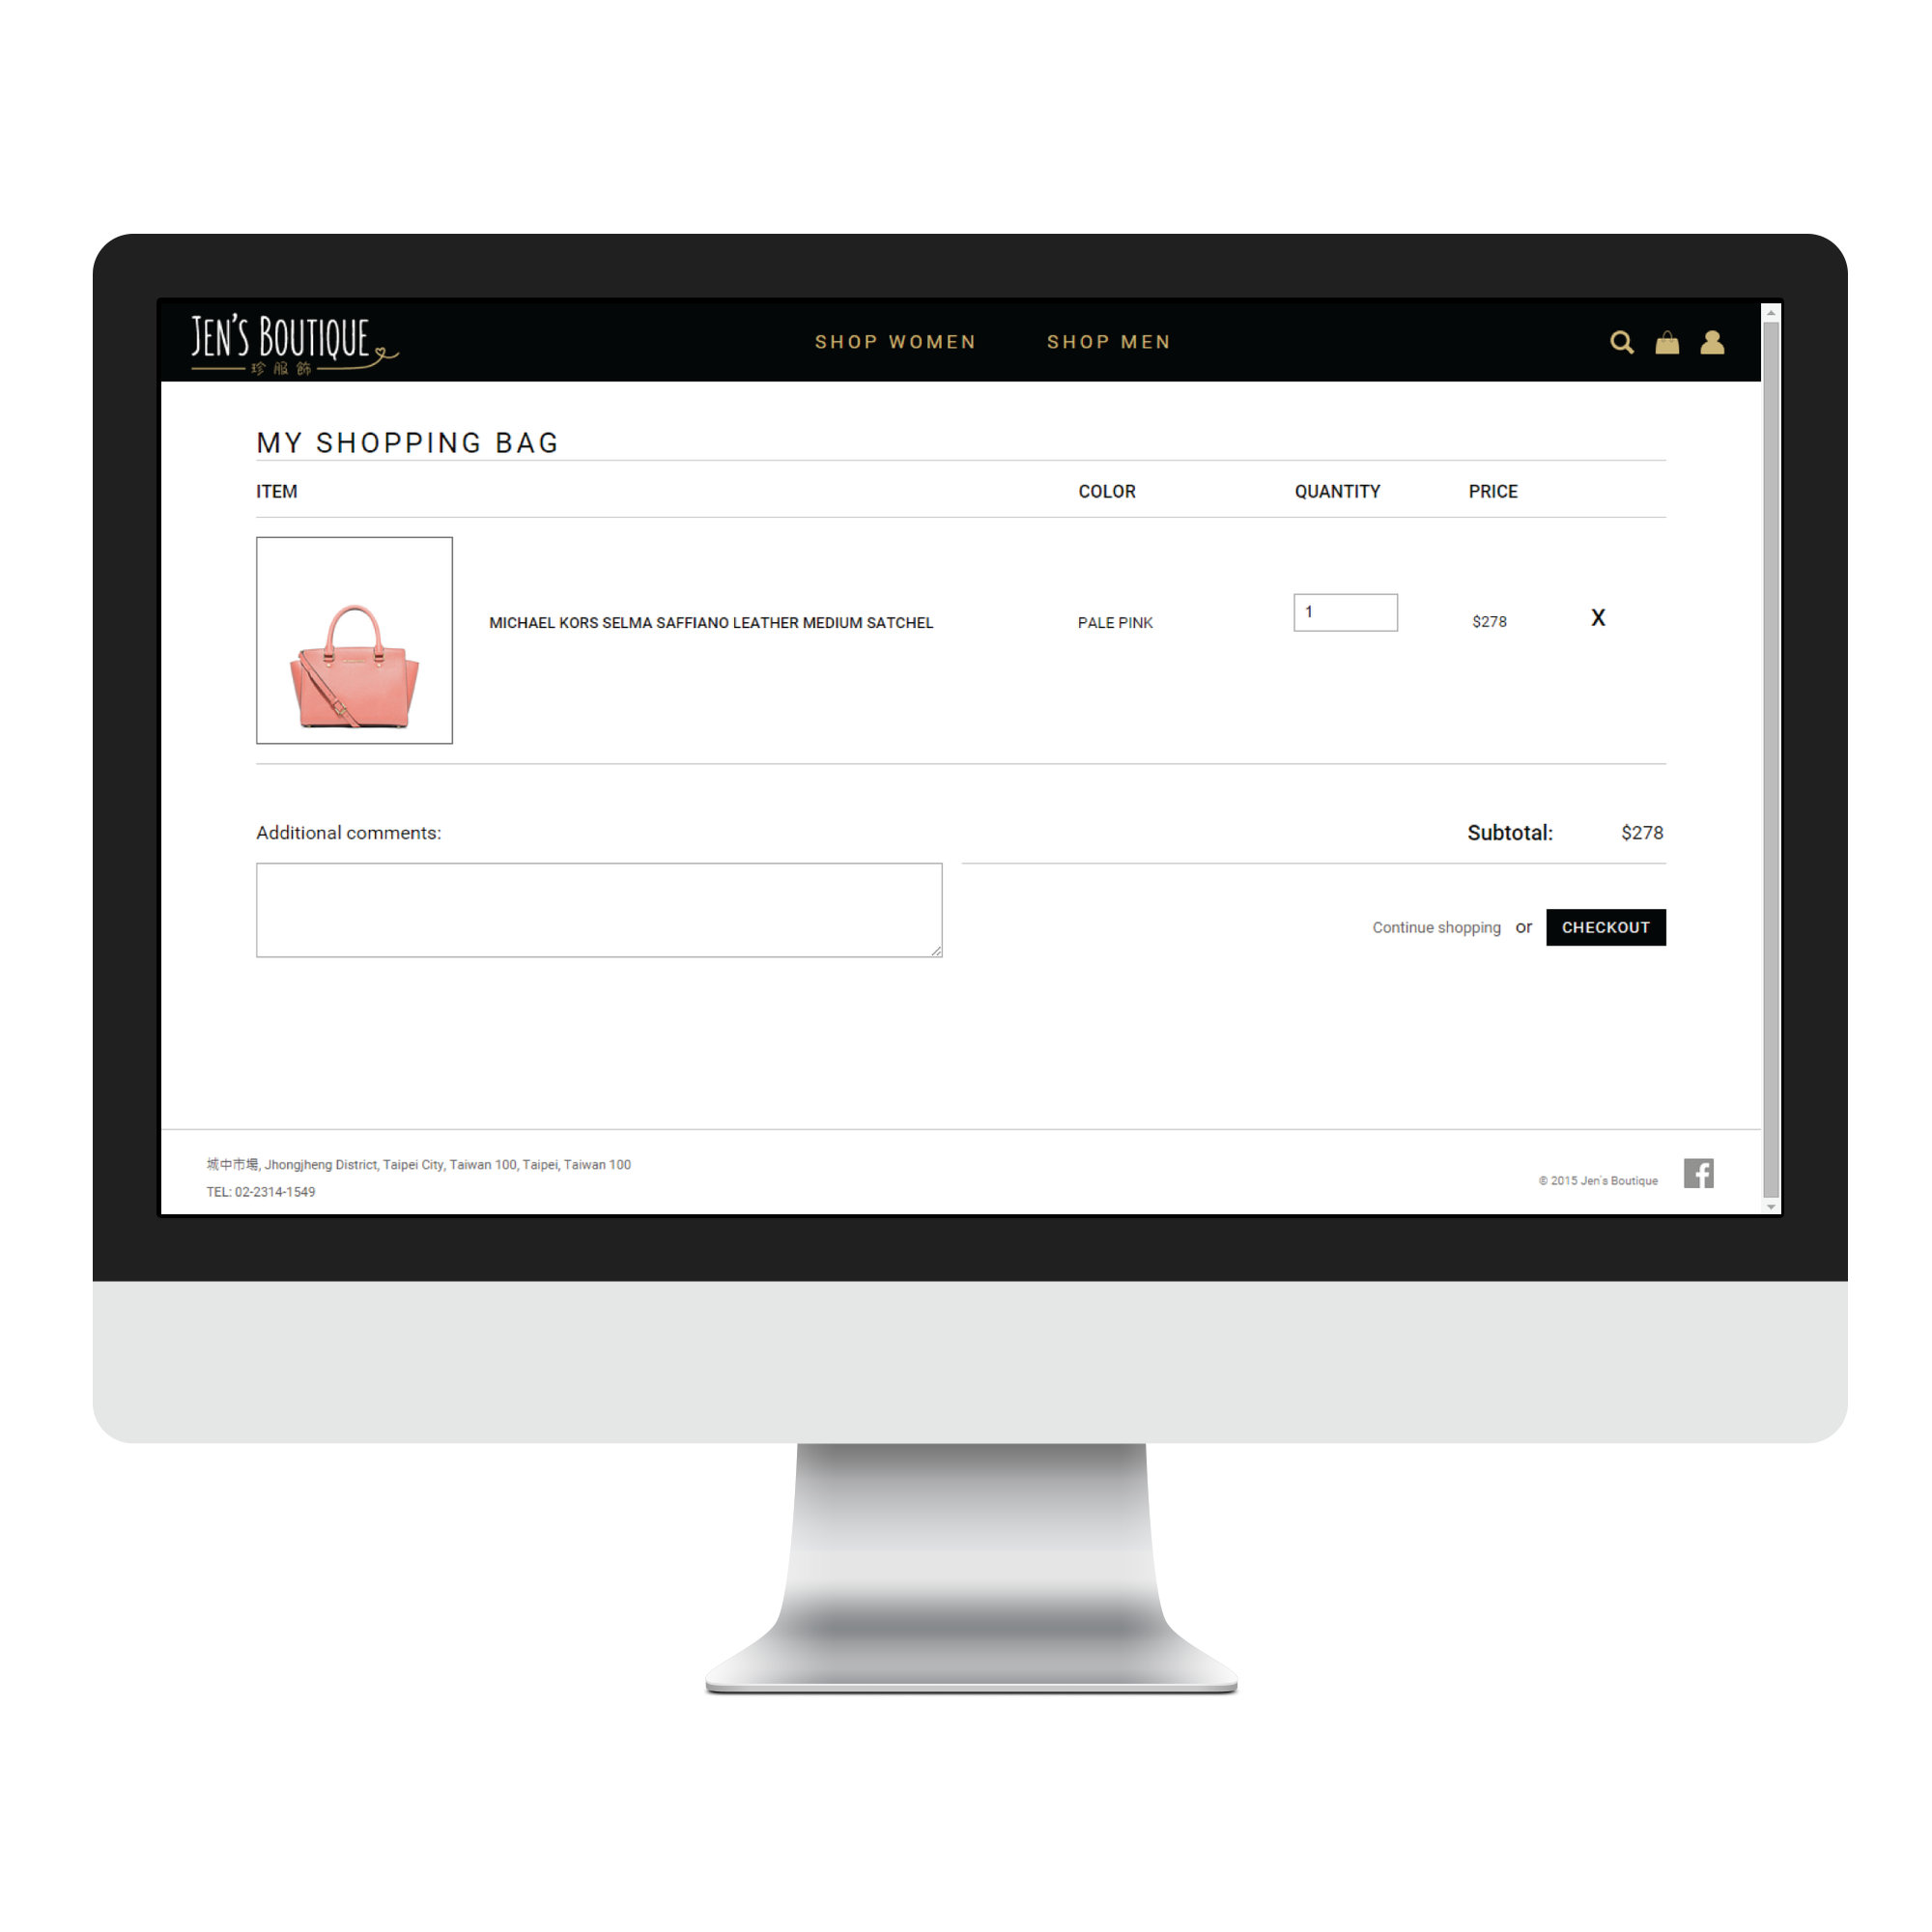 JEN'S BOUTIQUE
珍服飾
SHOP WOMEN
SHOP MEN
MY SHOPPING BAG
ITEM COLOR QUANTITY PRICE
MICHAEL KORS SELMA SAFFIANO LEATHER MEDIUM SATCHEL PALE PINK 1 $278 X
Additional comments:
Subtotal: $278
Continue shopping or CHECKOUT
城中市場, Jhongjheng District, Taipei City, Taiwan 100, Taipei, Taiwan 100
TEL: 02-2314-1549
© 2015 Jen's Boutique